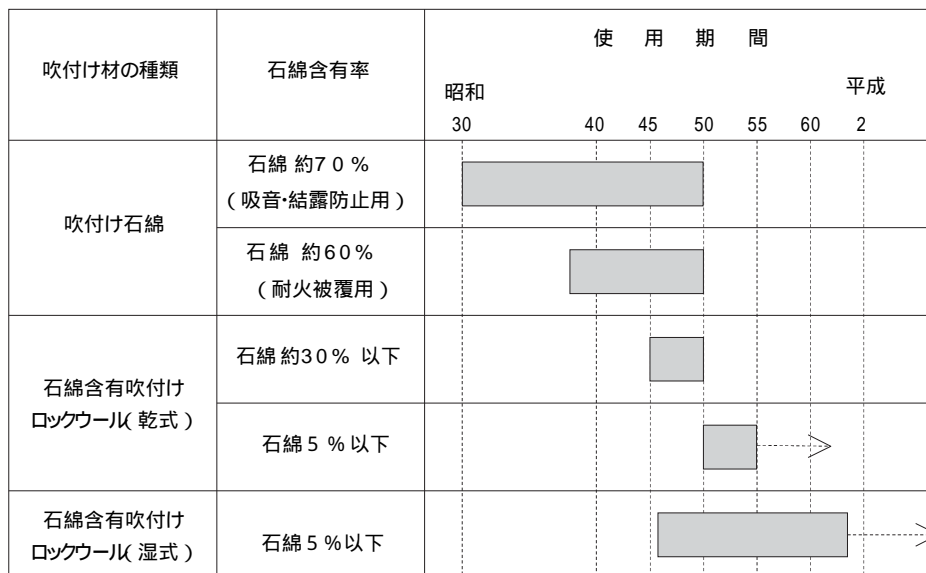 吹付け材の種類
石綿含有率
使 用 期 間
昭和
平成
30 40 45 50 55 60 2
吹付け石綿
石綿 約70%
(吸音・結露防止用)
石綿 約60%
(耐火被覆用)
石綿含有吹付け
ロックウール(乾式)
石綿 約30% 以下
石綿 5 %以下
石綿含有吹付け
ロックウール(湿式)
石綿 5 %以下